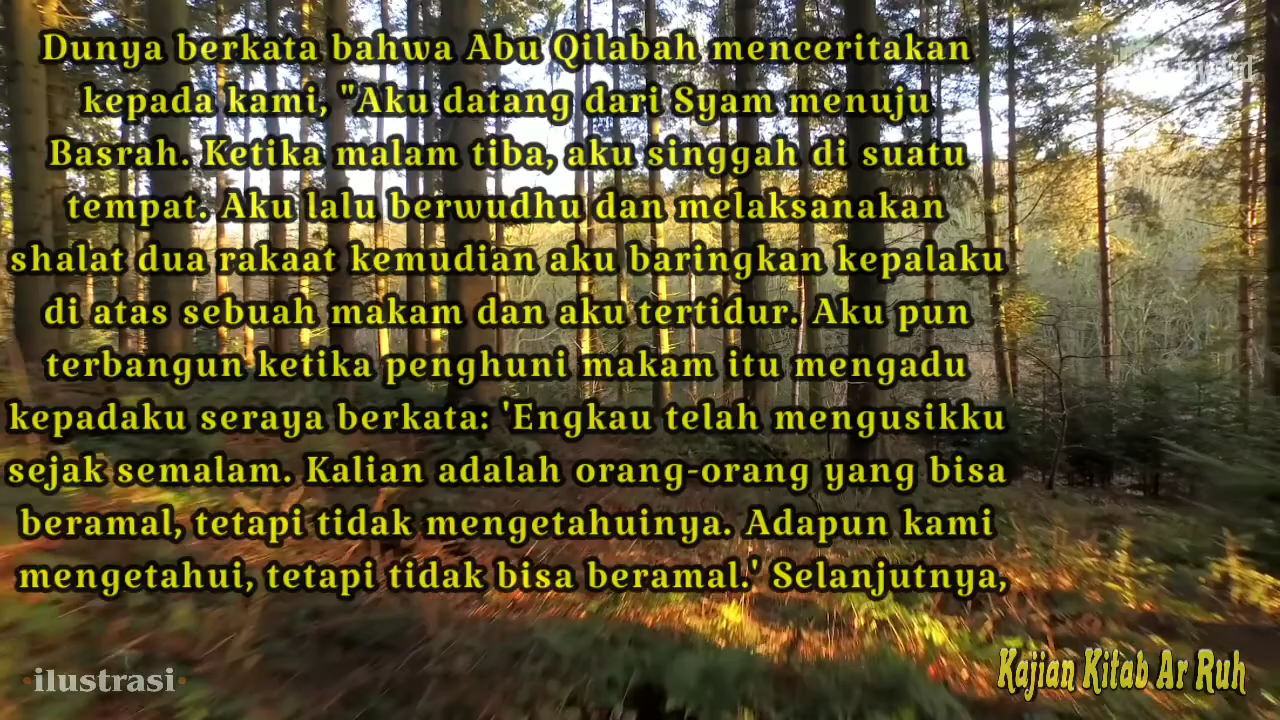 Dunya berkata bahwa Abu Qilabah menceritakan
kepada kami, "Aku datang dari Syam menuju
Basrah. Ketika malam tiba, aku singgah di suatu
tempat. Aku lalu berwudhu dan melaksanakan
shalat dua rakaat kemudian aku baringkan kepalaku
di atas sebuah makam dan aku tertidur. Aku pun
terbangun ketika penghuni makam itu mengadu
kepadaku seraya berkata: 'Engkau telah mengusikku
sejak semalam. Kalian adalah orang-orang yang bisa
beramal, tetapi tidak mengetahuinya. Adapun kami
mengetahui, tetapi tidak bisa beramal.' Selanjutnya,
•ilustrasi•
Kajian Kitab Ar Ruh